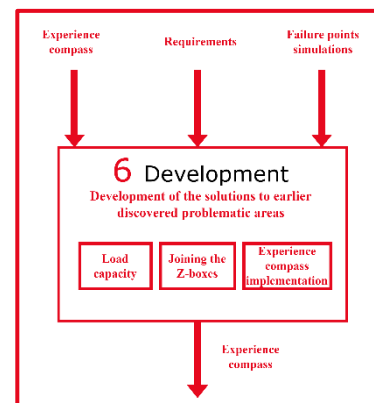 Experience
compass
Requirements
Failure points
simulations
6 Development
Development of the solutions to earlier
discovered problematic areas
Load
capacity
Joining the
Z-boxes
Experience
compass
implementation
Experience
compass